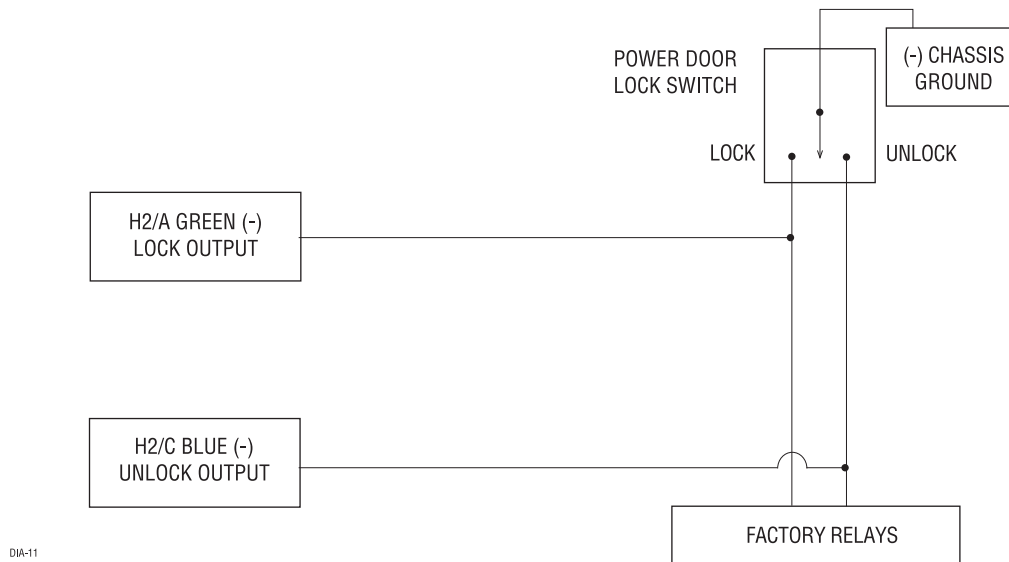 POWER DOOR
LOCK SWITCH
(-) CHASSIS
GROUND
LOCK
UNLOCK
H2/A GREEN (-)
LOCK OUTPUT
H2/C BLUE (-)
UNLOCK OUTPUT
FACTORY RELAYS
DIA-11